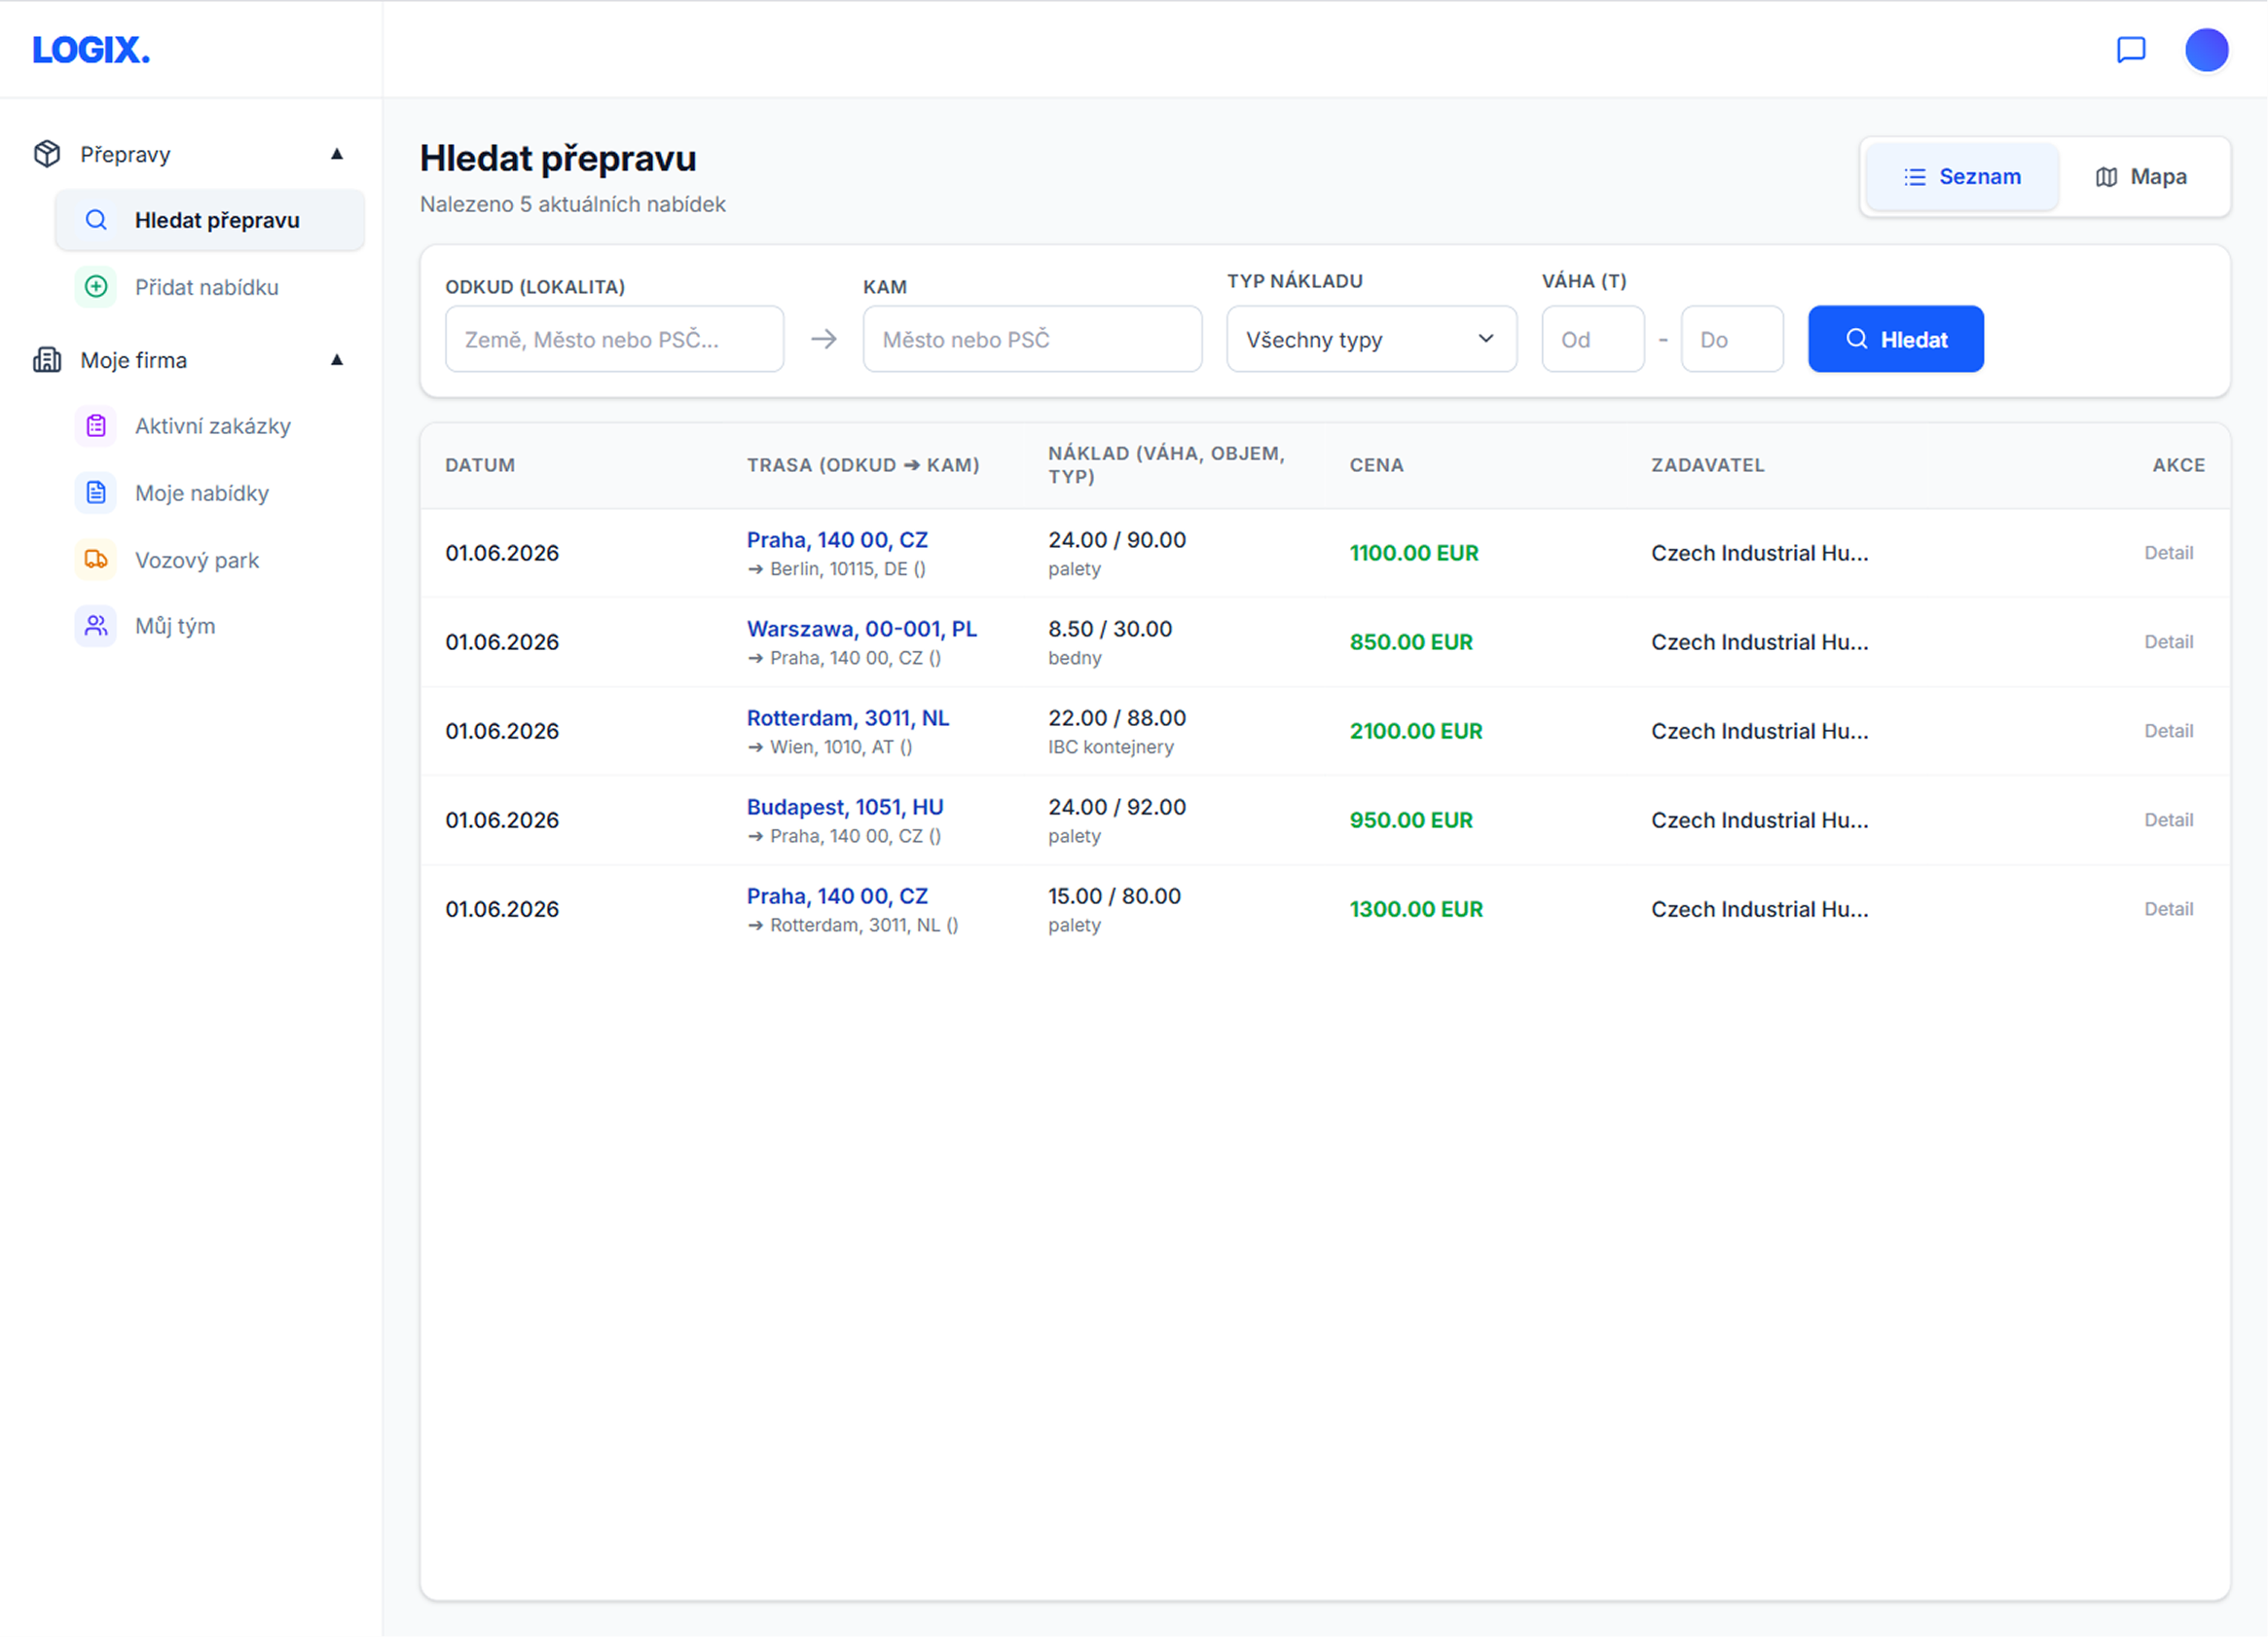 LOGIX.
Přepravy ▲
Hledat přepravu
Přidat nabídku
Moje firma ▲
Aktivní zakázky
Moje nabídky
Vozový park
Můj tým
Hledat přepravu
Nalezeno 5 aktuálních nabídek
Seznam Mapa
ODKUD (LOKALITA) KAM TYP NÁKLADU VÁHA (T)
Země, Město nebo PSČ... → Město nebo PSČ Všechny typy Od - Do Hledat
DATUM TRASA (ODKUD ➔ KAM) NÁKLAD (VÁHA, OBJEM, TYP) CENA ZADAVATEL AKCE
01.06.2026 Praha, 140 00, CZ 24.00 / 90.00 1100.00 EUR Czech Industrial Hu... Detail
➔ Berlin, 10115, DE () palety
01.06.2026 Warszawa, 00-001, PL 8.50 / 30.00 850.00 EUR Czech Industrial Hu... Detail
➔ Praha, 140 00, CZ () bedny
01.06.2026 Rotterdam, 3011, NL 22.00 / 88.00 2100.00 EUR Czech Industrial Hu... Detail
➔ Wien, 1010, AT () IBC kontejnery
01.06.2026 Budapest, 1051, HU 24.00 / 92.00 950.00 EUR Czech Industrial Hu... Detail
➔ Praha, 140 00, CZ () palety
01.06.2026 Praha, 140 00, CZ 15.00 / 80.00 1300.00 EUR Czech Industrial Hu... Detail
➔ Rotterdam, 3011, NL () palety